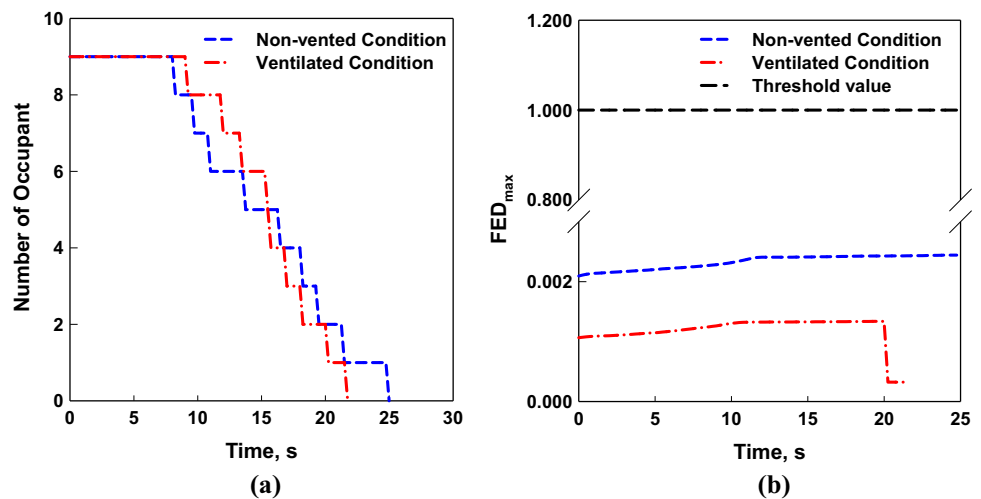 10
8
6
4
2
0
Number of Occupant
Non-vented Condition
Ventilated Condition
0 5 10 15 20 25 30
Time, s
(a)
1.200
1.000
0.800
0.002
0.000
FEDmax
Non-vented Condition
Ventilated Condition
Threshold value
0 5 10 15 20 25
Time, s
(b)